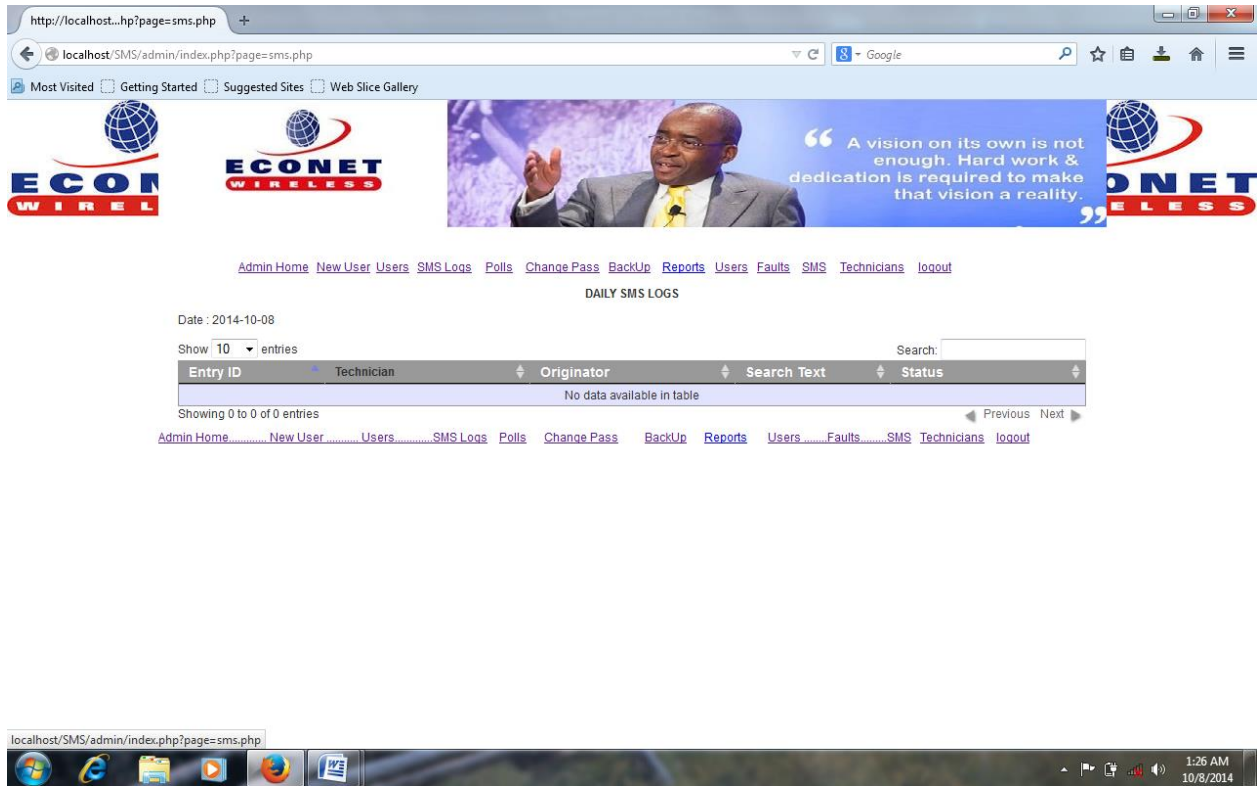 http://localhost...hp?page=sms.php
localhost/SMS/admin/index.php?page=sms.php
Google
Most Visited Getting Started Suggested Sites Web Slice Gallery
ECON
WIREL
ECONET
WIRELESS
“ A vision on its own is not
enough. Hard work &
dedication is required to make
that vision a reality.
”
ONET
ELESS
Admin Home New User Users SMS Logs Polls Change Pass BackUp Reports Users Faults SMS Technicians logout
DAILY SMS LOGS
Date : 2014-10-08
Show 10 entries Search:
Entry ID Technician Originator Search Text Status
No data available in table
Showing 0 to 0 of 0 entries Previous Next
Admin Home............. New User ........... Users.............SMS Logs Polls Change Pass BackUp Reports Users ........Faults.........SMS Technicians logout
localhost/SMS/admin/index.php?page=sms.php
1:26 AM
10/8/2014